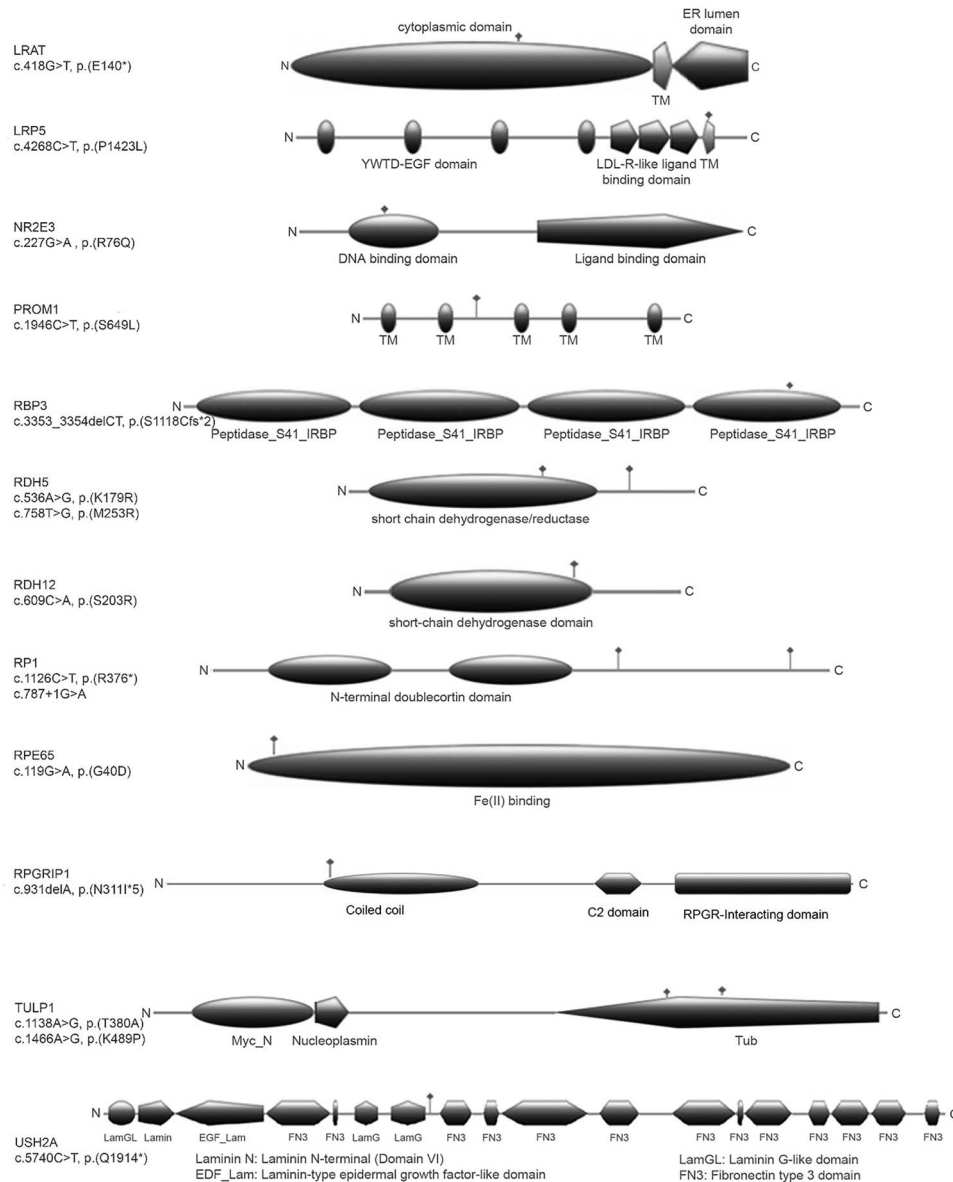 LRAT
c.418G>T, p.(E140*)
cytoplasmic domain
ER lumen
domain
N
C
TM
LRP5
c.4268C>T, p.(P1423L)
N
C
YWTD-EGF domain
LDL-R-like ligand TM
binding domain
NR2E3
c.227G>A , p.(R76Q)
N
C
DNA binding domain
Ligand binding domain
PROM1
c.1946C>T, p.(S649L)
N
C
TM TM TM TM TM
RBP3
c.3353_3354delCT, p.(S1118Cfs*2)
N
C
Peptidase_S41_IRBP Peptidase_S41_IRBP Peptidase_S41_IRBP Peptidase_S41_IRBP
RDH5
c.536A>G, p.(K179R)
c.758T>G, p.(M253R)
N
C
short chain dehydrogenase/reductase
RDH12
c.609C>A, p.(S203R)
N
C
short-chain dehydrogenase domain
RP1
c.1126C>T, p.(R376*)
c.787+1G>A
N
C
N-terminal doublecortin domain
RPE65
c.119G>A, p.(G40D)
N
C
Fe(II) binding
RPGRIP1
c.931delA, p.(N311I*5)
N
C
Coiled coil
C2 domain
RPGR-Interacting domain
TULP1
c.1138A>G, p.(T380A)
c.1466A>G, p.(K489P)
N
C
Myc_N
Nucleoplasmin
Tub
USH2A
c.5740C>T, p.(Q1914*)
N
C
LamGL Lamin EGF_Lam FN3 FN3 LamG LamG FN3 FN3 FN3 FN3 FN3 FN3 FN3 FN3 FN3 FN3 FN3
Laminin N: Laminin N-terminal (Domain VI)
EDF_Lam: Laminin-type epidermal growth factor-like domain
LamGL: Laminin G-like domain
FN3: Fibronectin type 3 domain